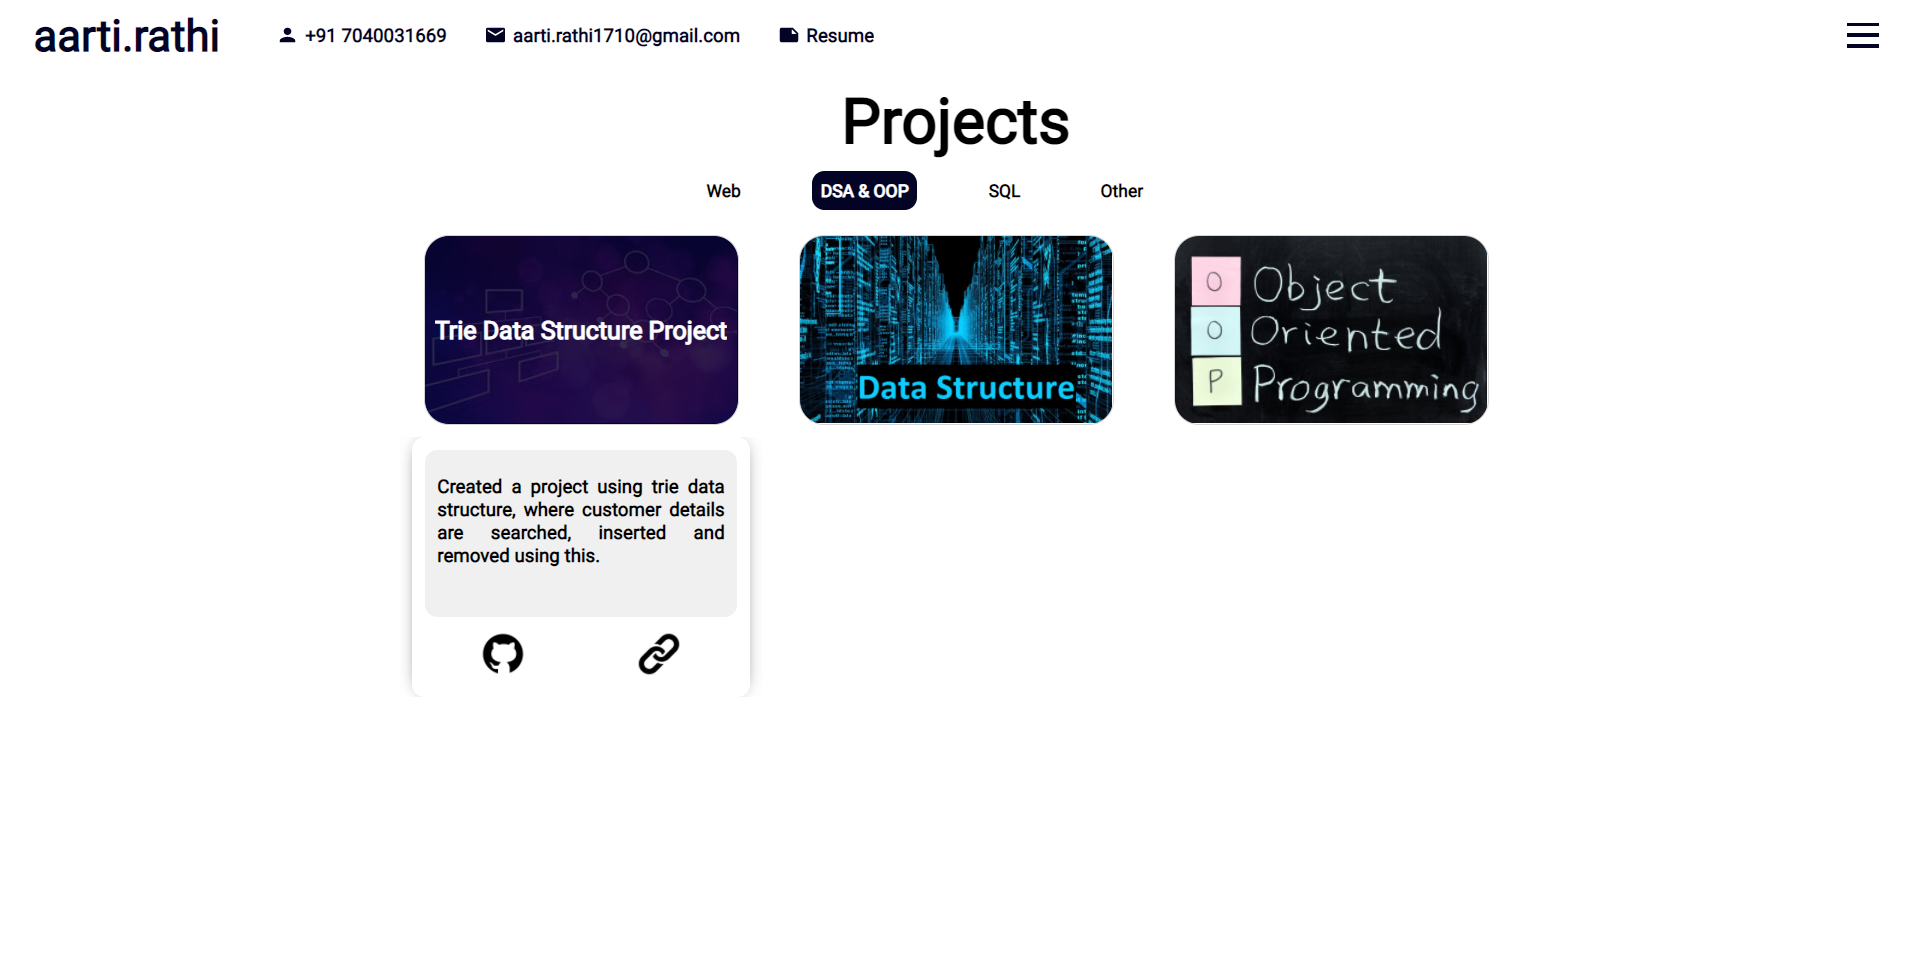 aarti.rathi
+91 7040031669
aarti.rathi1710@gmail.com
Resume
Projects
Web
DSA & OOP
SQL
Other
Trie Data Structure Project
Data Structure
O Object
O Oriented
P Programming
Created a project using trie data
structure, where customer details
are searched, inserted and
removed using this.